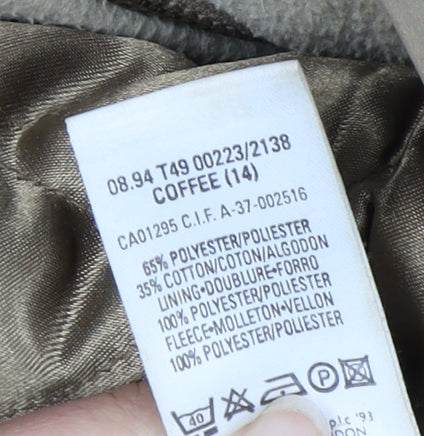 08.94 T49 00223/2138
COFFEE (14)
CA01295 C.I.F. A-37-002516
65% POLYESTER/POLIESTER
35% COTTON/COTON/ALGODON
LINING•DOUBLURE•FORRO
100% POLYESTER/POLIESTER
FLEECE•MOLLETON•VELLON
100% POLYESTER/POLIESTER
40 P
p.l.c '93